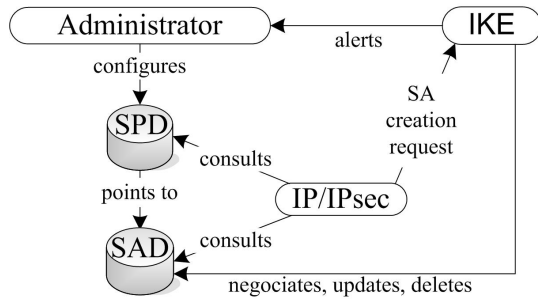 Administrator
IKE
alerts
configures
SA
creation
request
SPD
consults
points to
IP/IPsec
consults
SAD
negociates, updates, deletes